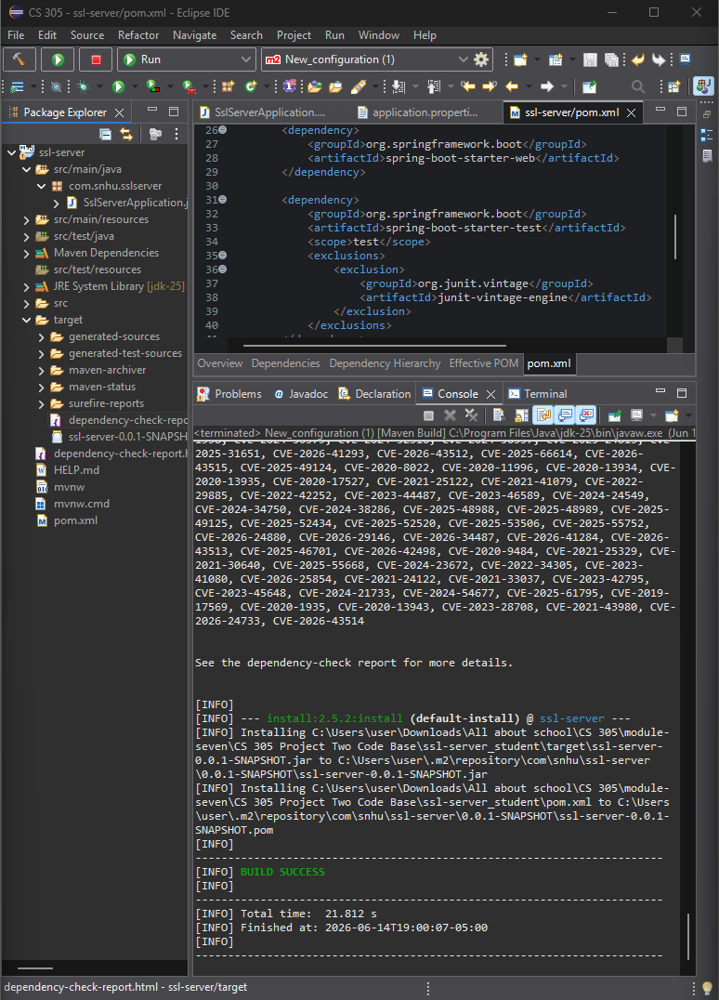 CS 305 - ssl-server/pom.xml - Eclipse IDE
File Edit Source Refactor Navigate Search Project Run Window Help
Run
m2 New_configuration (1)
Package Explorer
ssl-server
src/main/java
com.snhu.sslserver
SslServerApplication.j
src/main/resources
src/test/java
Maven Dependencies
src/test/resources
JRE System Library [jdk-25]
src
target
generated-sources
generated-test-sources
maven-archiver
maven-status
surefire-reports
dependency-check-repo
ssl-server-0.0.1-SNAPSH
dependency-check-report.h
HELP.md
mvnw
mvnw.cmd
pom.xml
SslServerApplication....
application.properti...
ssl-server/pom.xml
26 <dependency>
27 <groupId>org.springframework.boot</groupId>
28 <artifactId>spring-boot-starter-web</artifactId>
29 </dependency>
30
31 <dependency>
32 <groupId>org.springframework.boot</groupId>
33 <artifactId>spring-boot-starter-test</artifactId>
34 <scope>test</scope>
35 <exclusions>
36 <exclusion>
37 <groupId>org.junit.vintage</groupId>
38 <artifactId>junit-vintage-engine</artifactId>
39 </exclusion>
40 </exclusions>
Overview Dependencies Dependency Hierarchy Effective POM pom.xml
Problems Javadoc Declaration Console Terminal
<terminated> New_configuration (1) [Maven Build] C:\Program Files\Java\jdk-25\bin\javaw.exe (Jun 1
2025-31651, CVE-2026-41293, CVE-2026-43512, CVE-2025-66614, CVE-2026-
43515, CVE-2025-49124, CVE-2020-8022, CVE-2020-11996, CVE-2020-13934, CVE-
2020-13935, CVE-2020-17527, CVE-2021-25122, CVE-2021-41079, CVE-2022-
29885, CVE-2022-42252, CVE-2023-44487, CVE-2023-46589, CVE-2024-24549,
CVE-2024-34750, CVE-2024-38286, CVE-2025-48988, CVE-2025-48989, CVE-2025-
49125, CVE-2025-52434, CVE-2025-52520, CVE-2025-53506, CVE-2025-55752,
CVE-2026-24880, CVE-2026-29146, CVE-2026-34487, CVE-2026-41284, CVE-2026-
43513, CVE-2025-46701, CVE-2026-42498, CVE-2020-9484, CVE-2021-25329, CVE-
2021-30640, CVE-2025-55668, CVE-2024-23672, CVE-2022-34305, CVE-2023-
41080, CVE-2026-25854, CVE-2021-24122, CVE-2021-33037, CVE-2023-42795,
CVE-2023-45648, CVE-2024-21733, CVE-2024-54677, CVE-2025-61795, CVE-2019-
17569, CVE-2020-1935, CVE-2020-13943, CVE-2023-28708, CVE-2021-43980, CVE-
2026-24733, CVE-2026-43514
See the dependency-check report for more details.
[INFO]
[INFO] --- install:2.5.2:install (default-install) @ ssl-server ---
[INFO] Installing C:\Users\user\Downloads\All about school\CS 305\module-
seven\CS 305 Project Two Code Base\ssl-server_student\target\ssl-server-
0.0.1-SNAPSHOT.jar to C:\Users\user\.m2\repository\com\snhu\ssl-server
\0.0.1-SNAPSHOT\ssl-server-0.0.1-SNAPSHOT.jar
[INFO] Installing C:\Users\user\Downloads\All about school\CS 305\module-
seven\CS 305 Project Two Code Base\ssl-server_student\pom.xml to C:\Users
\user\.m2\repository\com\snhu\ssl-server\0.0.1-SNAPSHOT\ssl-server-0.0.1-
SNAPSHOT.pom
[INFO]
------------------------------------------------------------------------
[INFO] BUILD SUCCESS
[INFO]
------------------------------------------------------------------------
[INFO] Total time:  21.812 s
[INFO] Finished at: 2026-06-14T19:00:07-05:00
[INFO]
------------------------------------------------------------------------
dependency-check-report.html - ssl-server/target